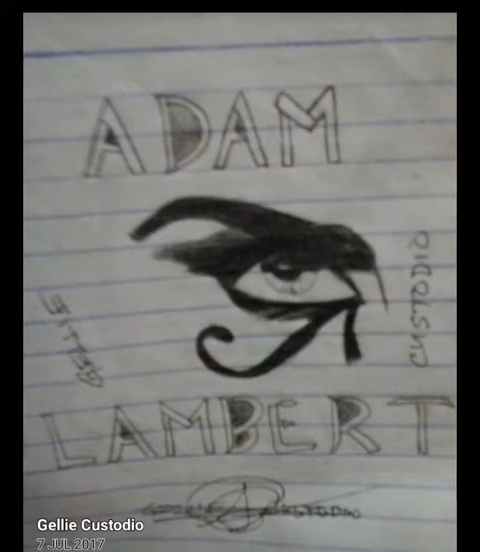 ADAM
GELLIE
CUSTODIO
LAMBERT
Gellie Custodio
7 JUL 2017